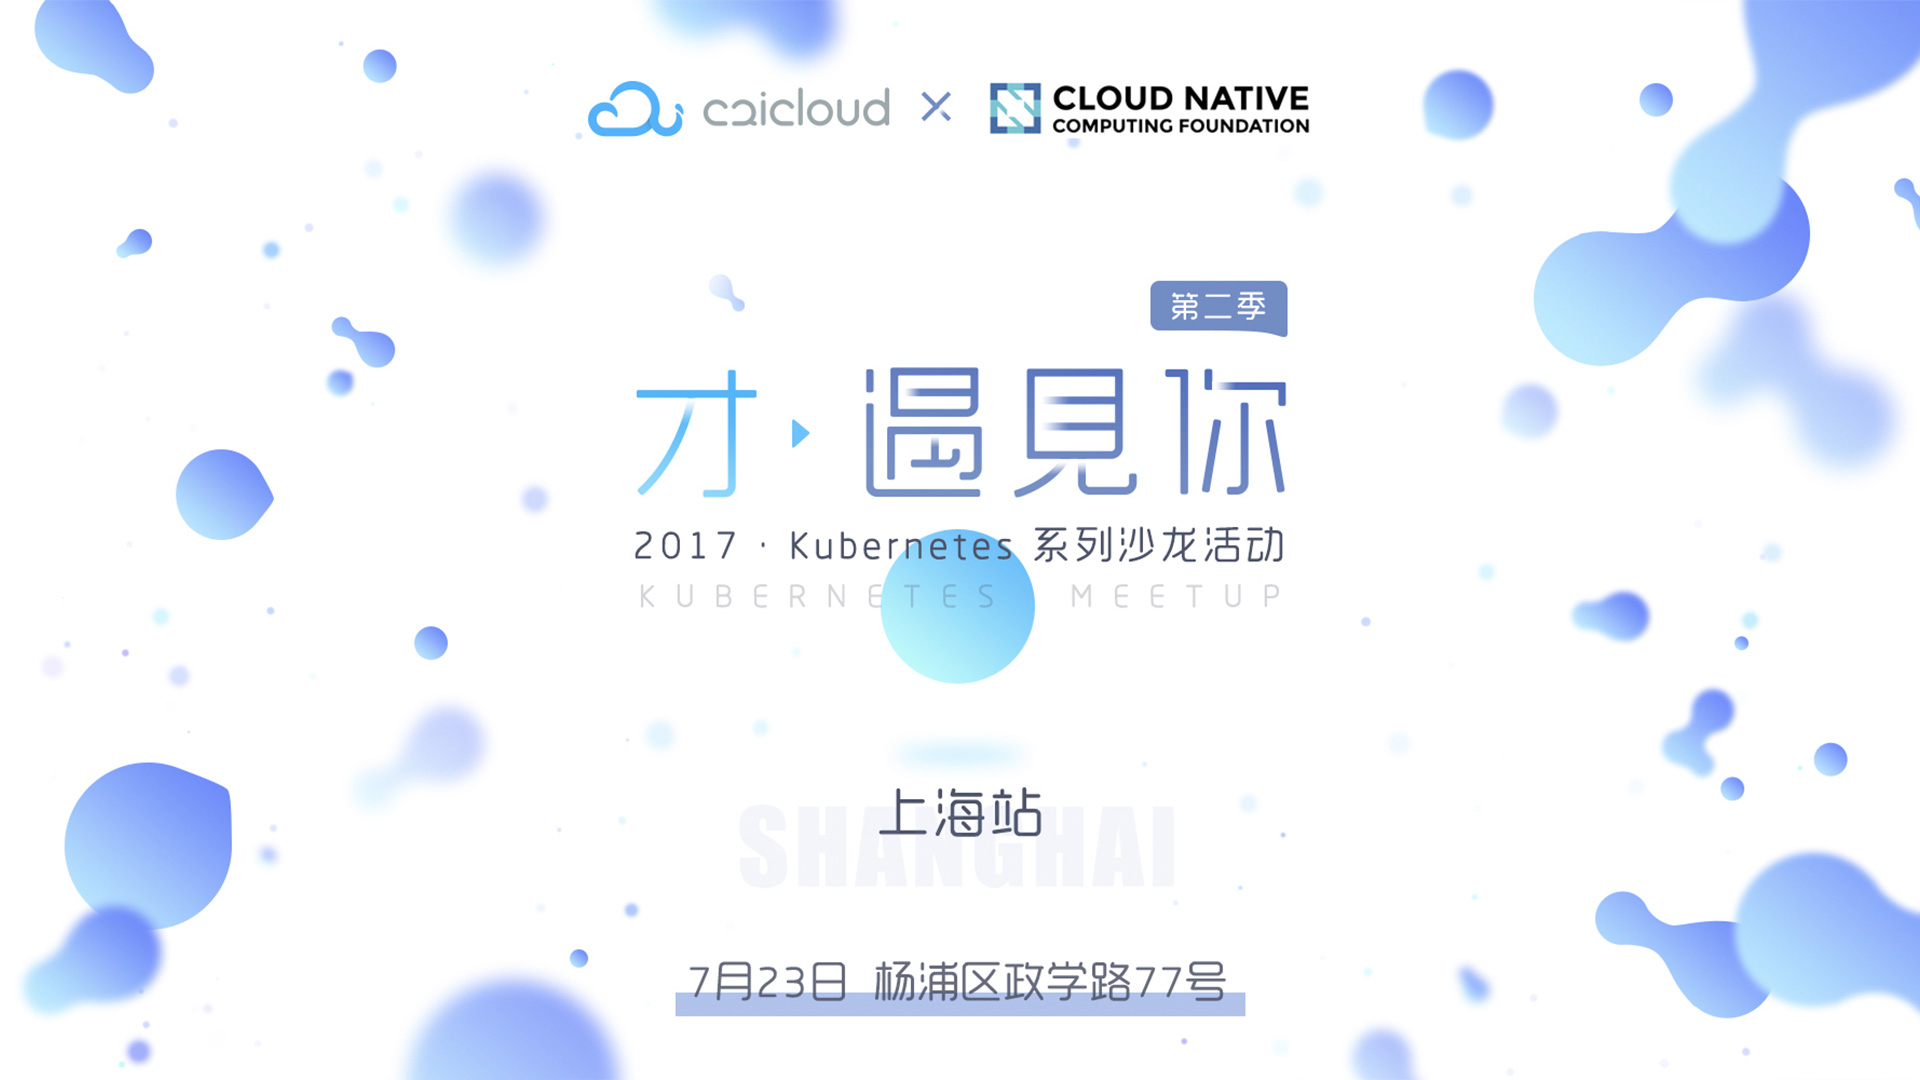 caicloud × CLOUD NATIVE COMPUTING FOUNDATION
第二季
才 遇見你
2017 · Kubernetes 系列沙龙活动
KUBERNETES MEETUP
上海站
SHANGHAI
7月23日 杨浦区政学路77号